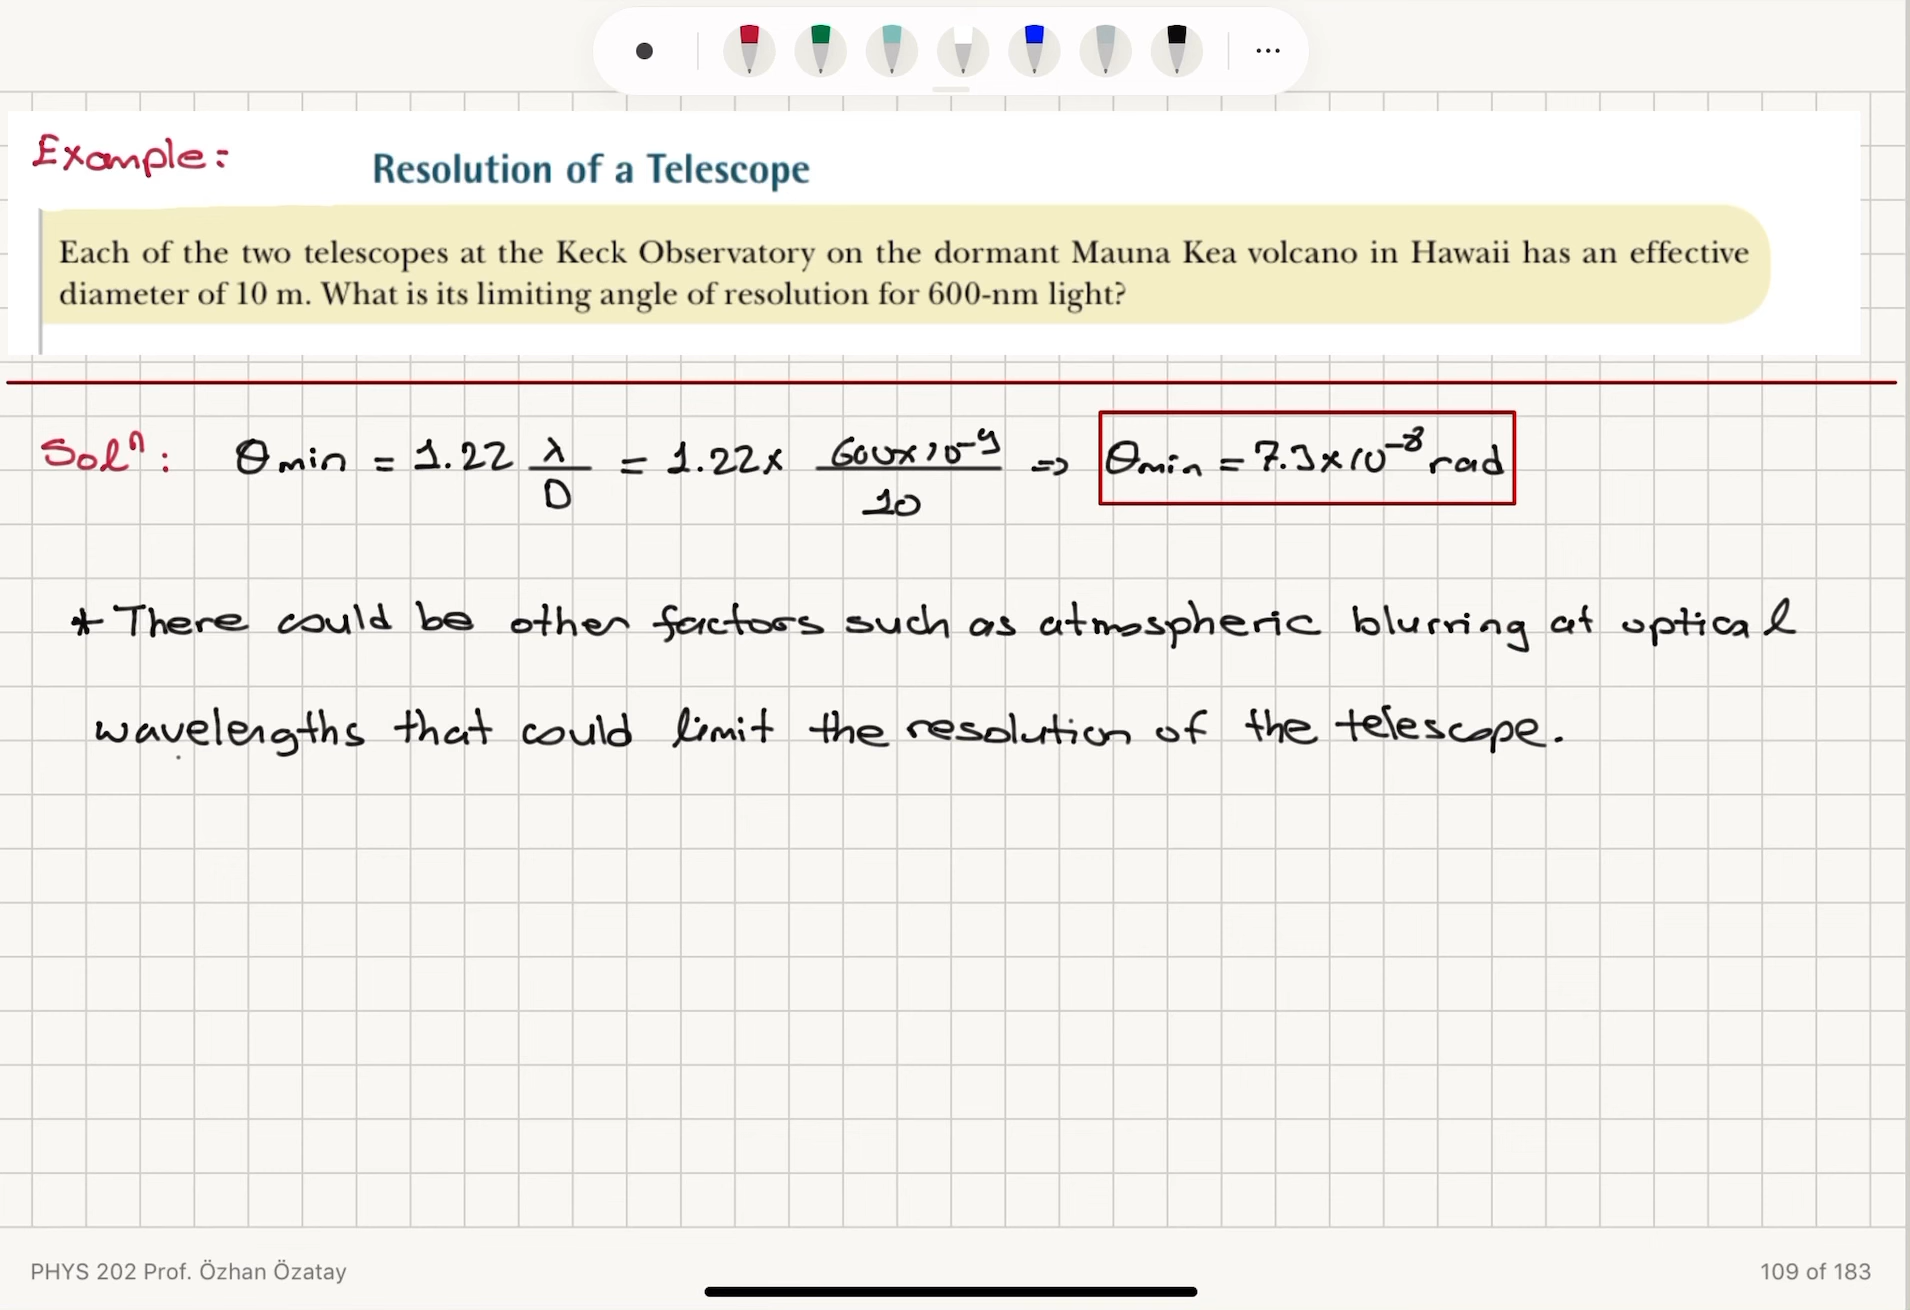 Example:
Resolution of a Telescope
Each of the two telescopes at the Keck Observatory on the dormant Mauna Kea volcano in Hawaii has an effective
diameter of 10 m. What is its limiting angle of resolution for 600-nm light?
Solⁿ: θmin = 1.22 λ/D = 1.22 x 600x10⁻⁹/10 => θmin = 7.3x10⁻⁸ rad
* There could be other factors such as atmospheric blurring at optical
wavelengths that could limit the resolution of the telescope.
PHYS 202 Prof. Özhan Özatay
109 of 183